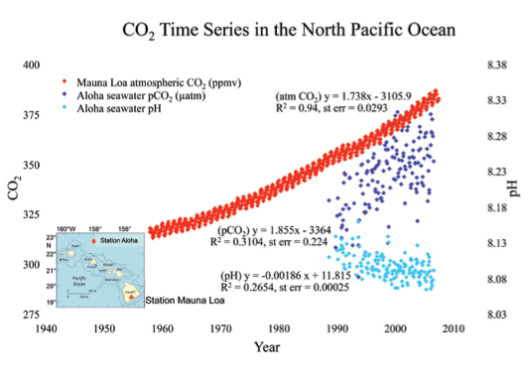 CO₂ Time Series in the North Pacific Ocean
400
375
350
325
300
275
CO₂
8.38
8.33
8.28
8.23
8.18
8.13
8.08
8.03
pH
Mauna Loa atmospheric CO₂ (ppmv)
Aloha seawater pCO₂ (µatm)
Aloha seawater pH
(atm CO₂) y = 1.738x - 3105.9
R² = 0.94, st err = 0.0293
(pCO₂) y = 1.855x - 3364
R² = 0.3104, st err = 0.224
(pH) y = -0.00186 x + 11.815
R² = 0.2654, st err = 0.00025
160°W 158° 156°
23°
N
22°
21°
20°
19°
Station Aloha
Pacific
Ocean
Station Mauna Loa
1940 1950 1960 1970 1980 1990 2000 2010
Year